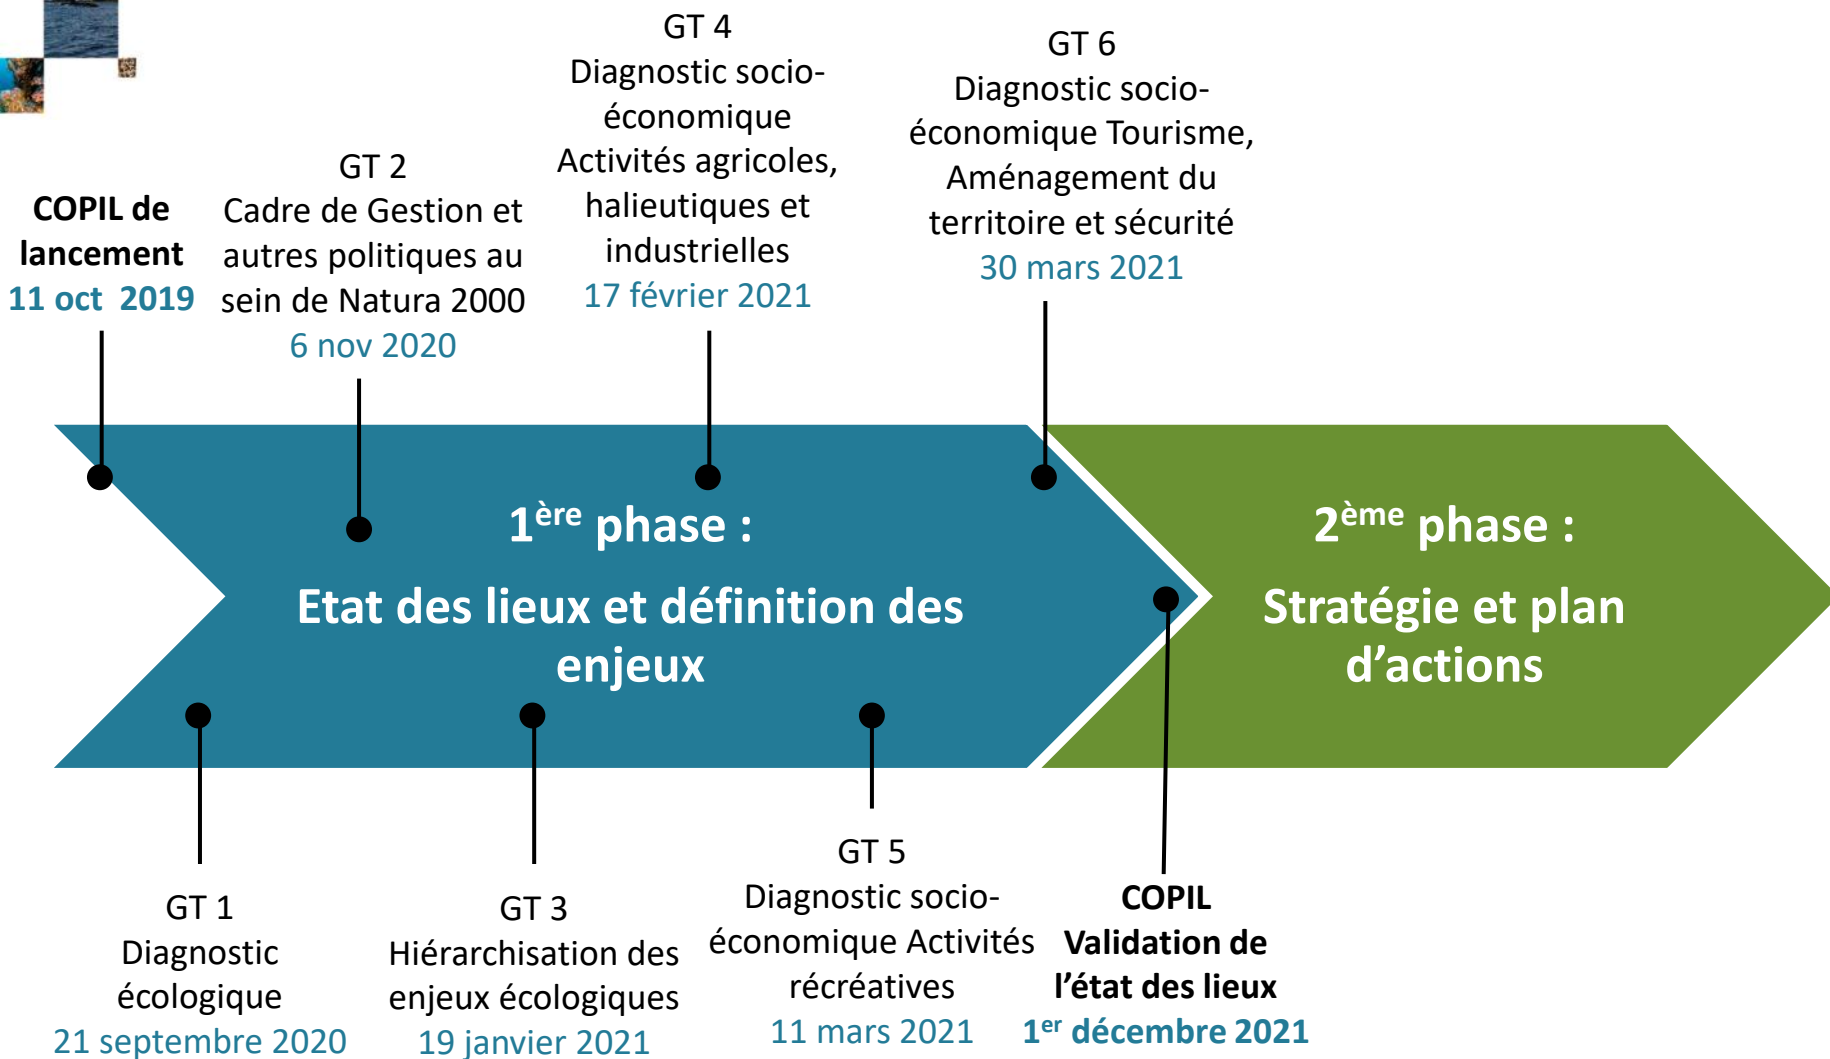 COPIL de
lancement
11 oct 2019
GT 2
Cadre de Gestion et
autres politiques au
sein de Natura 2000
6 nov 2020
GT 4
Diagnostic socio-
économique
Activités agricoles,
halieutiques et
industrielles
17 février 2021
GT 6
Diagnostic socio-
économique Tourisme,
Aménagement du
territoire et sécurité
30 mars 2021
1ère phase :
Etat des lieux et définition des
enjeux
2ème phase :
Stratégie et plan
d’actions
GT 1
Diagnostic
écologique
21 septembre 2020
GT 3
Hiérarchisation des
enjeux écologiques
19 janvier 2021
GT 5
Diagnostic socio-
économique Activités
récréatives
11 mars 2021
COPIL
Validation de
l’état des lieux
1er décembre 2021